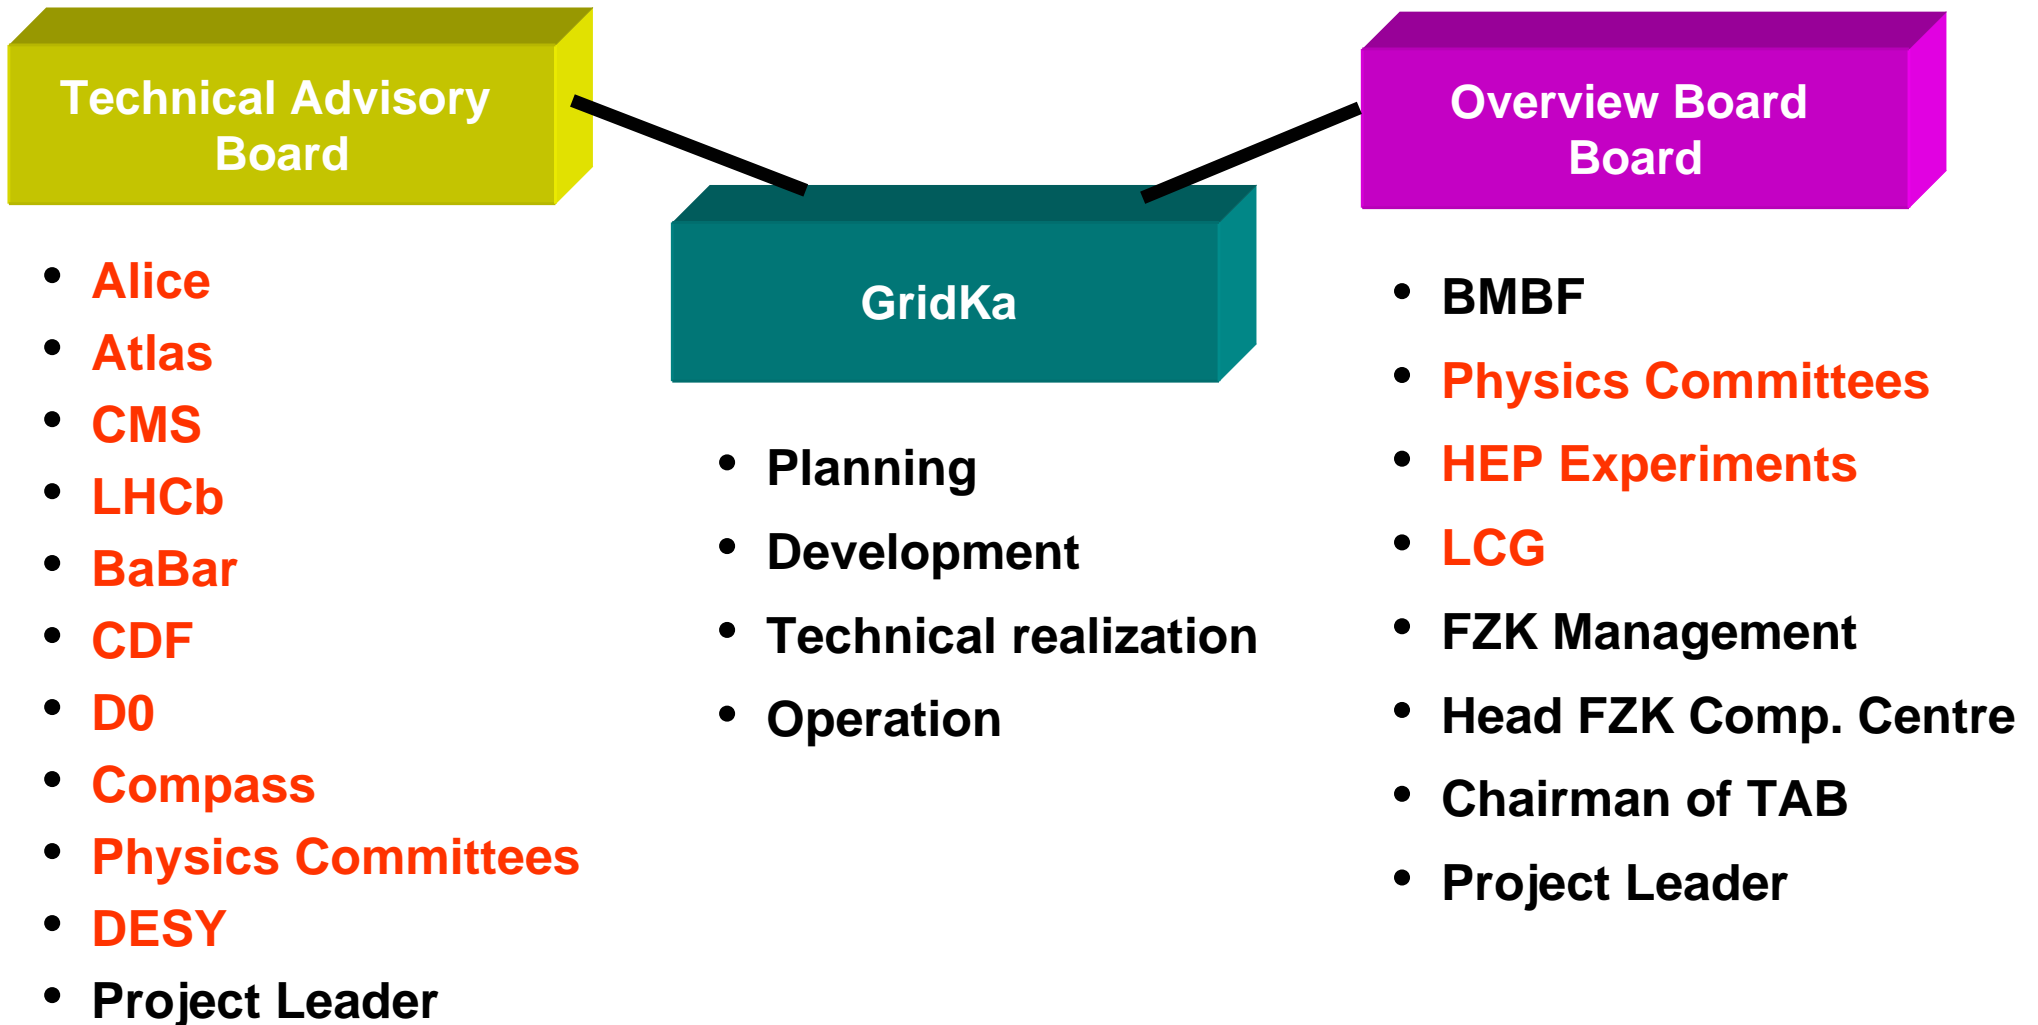 Technical Advisory
Board
• Alice
• Atlas
• CMS
• LHCb
• BaBar
• CDF
• D0
• Compass
• Physics Committees
• DESY
• Project Leader
GridKa
• Planning
• Development
• Technical realization
• Operation
Overview Board
Board
• BMBF
• Physics Committees
• HEP Experiments
• LCG
• FZK Management
• Head FZK Comp. Centre
• Chairman of TAB
• Project Leader